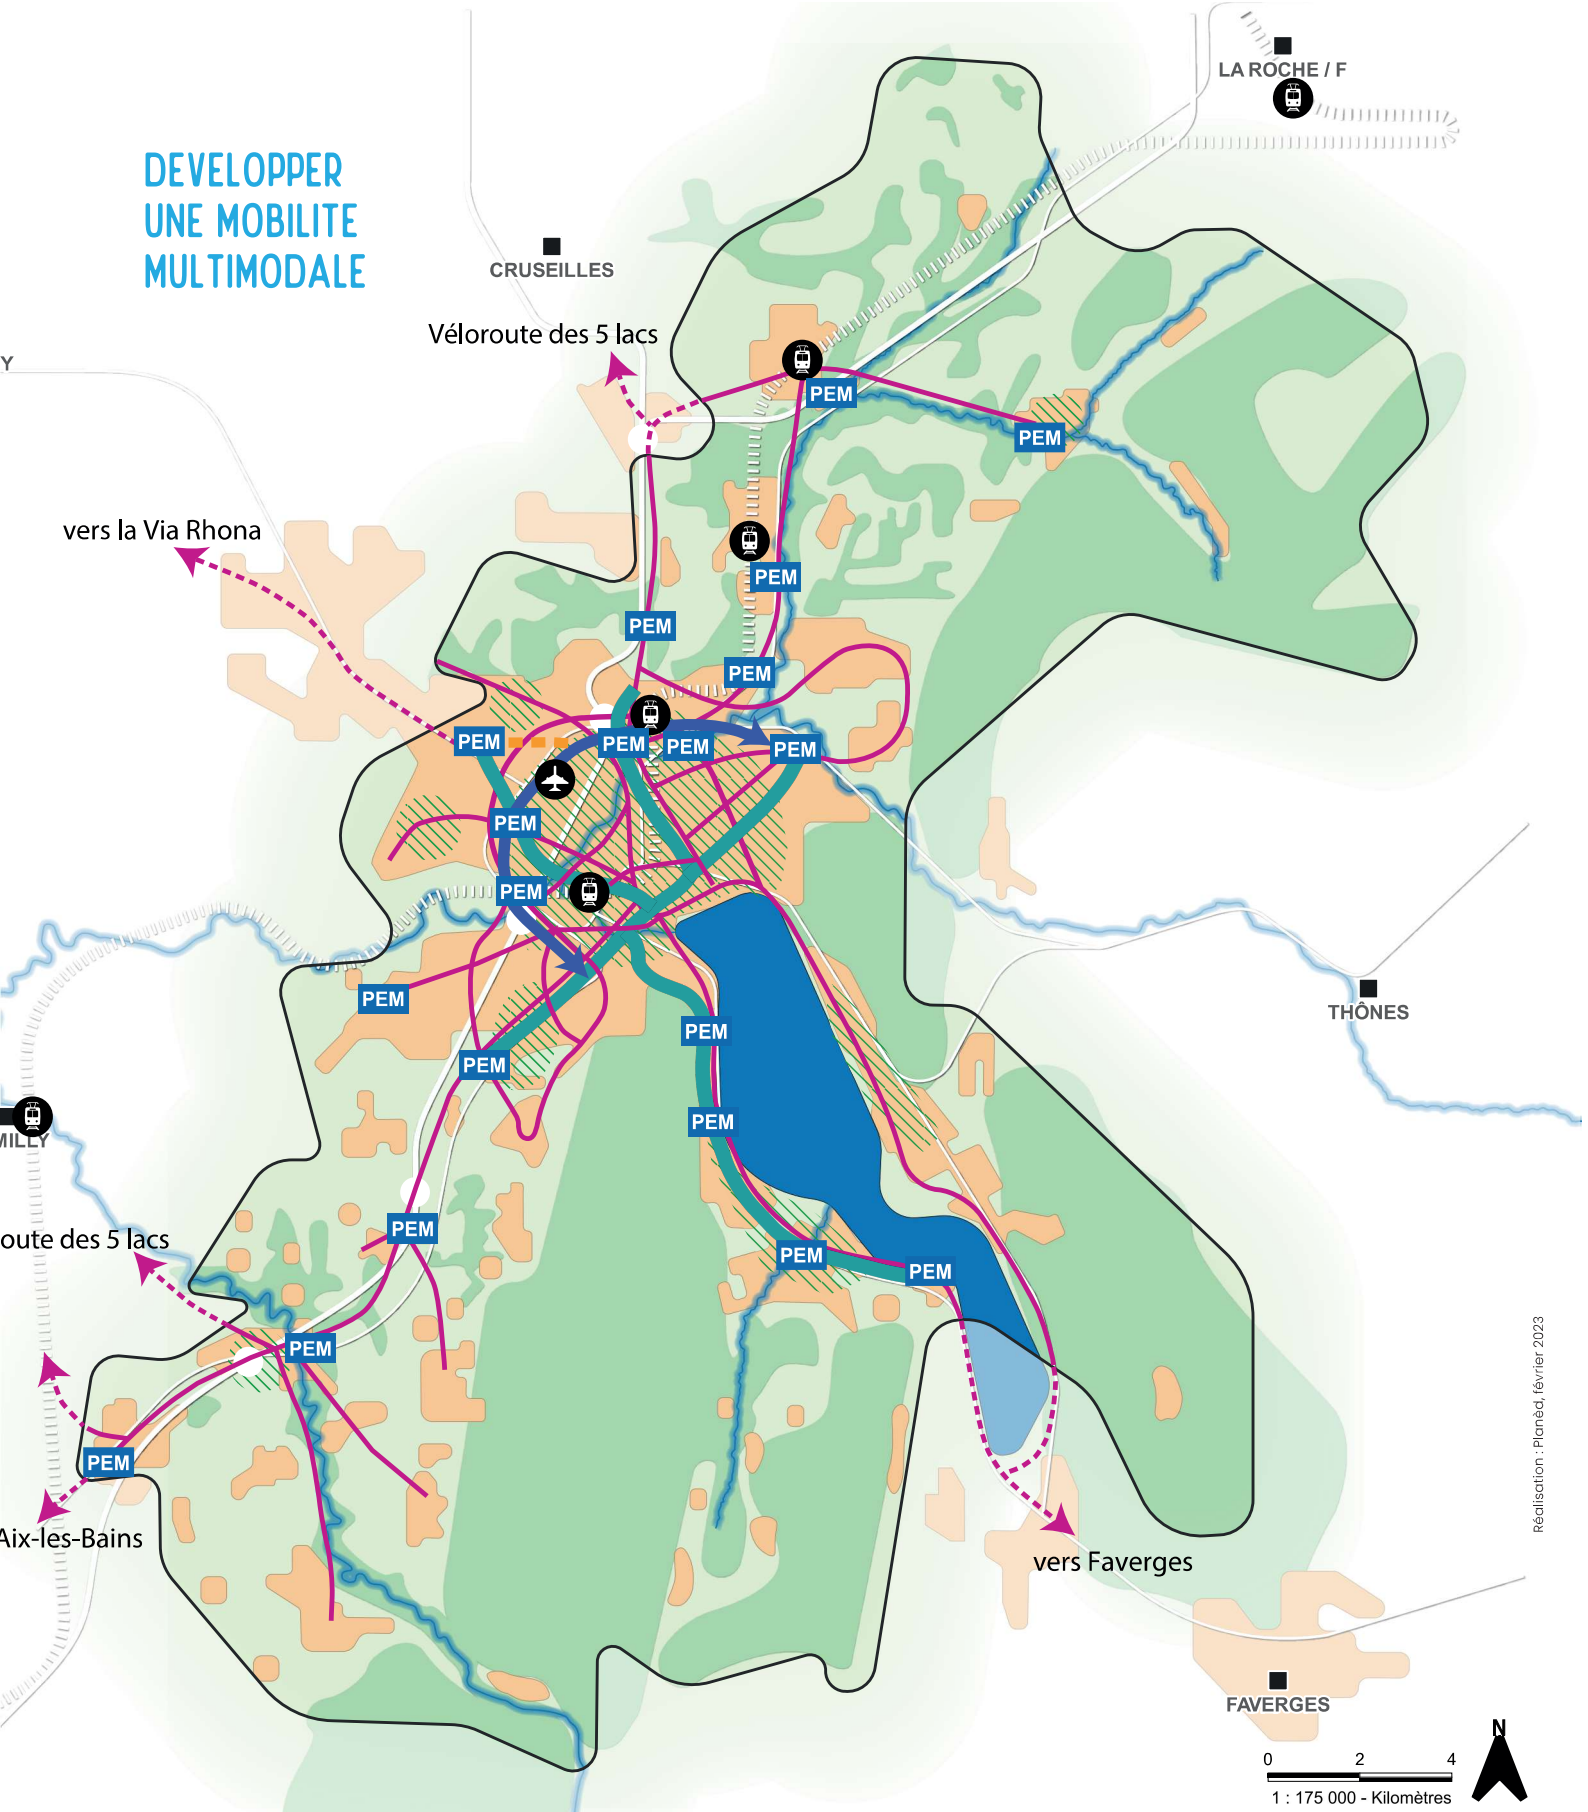 LA ROCHE / F
DEVELOPPER
UNE MOBILITE
MULTIMODALE
CRUSEILLES
Véloroute des 5 lacs
Y
PEM
PEM
vers la Via Rhona
PEM
PEM
PEM
PEM
PEM
PEM
PEM
PEM
PEM
PEM
THÔNES
PEM
PEM
PEM
MILLY
oute des 5 lacs
PEM
PEM
PEM
PEM
PEM
Aix-les-Bains
vers Faverges
Réalisation : Planèd, février 2023
FAVERGES
N
0 2 4
1 : 175 000 - Kilomètres